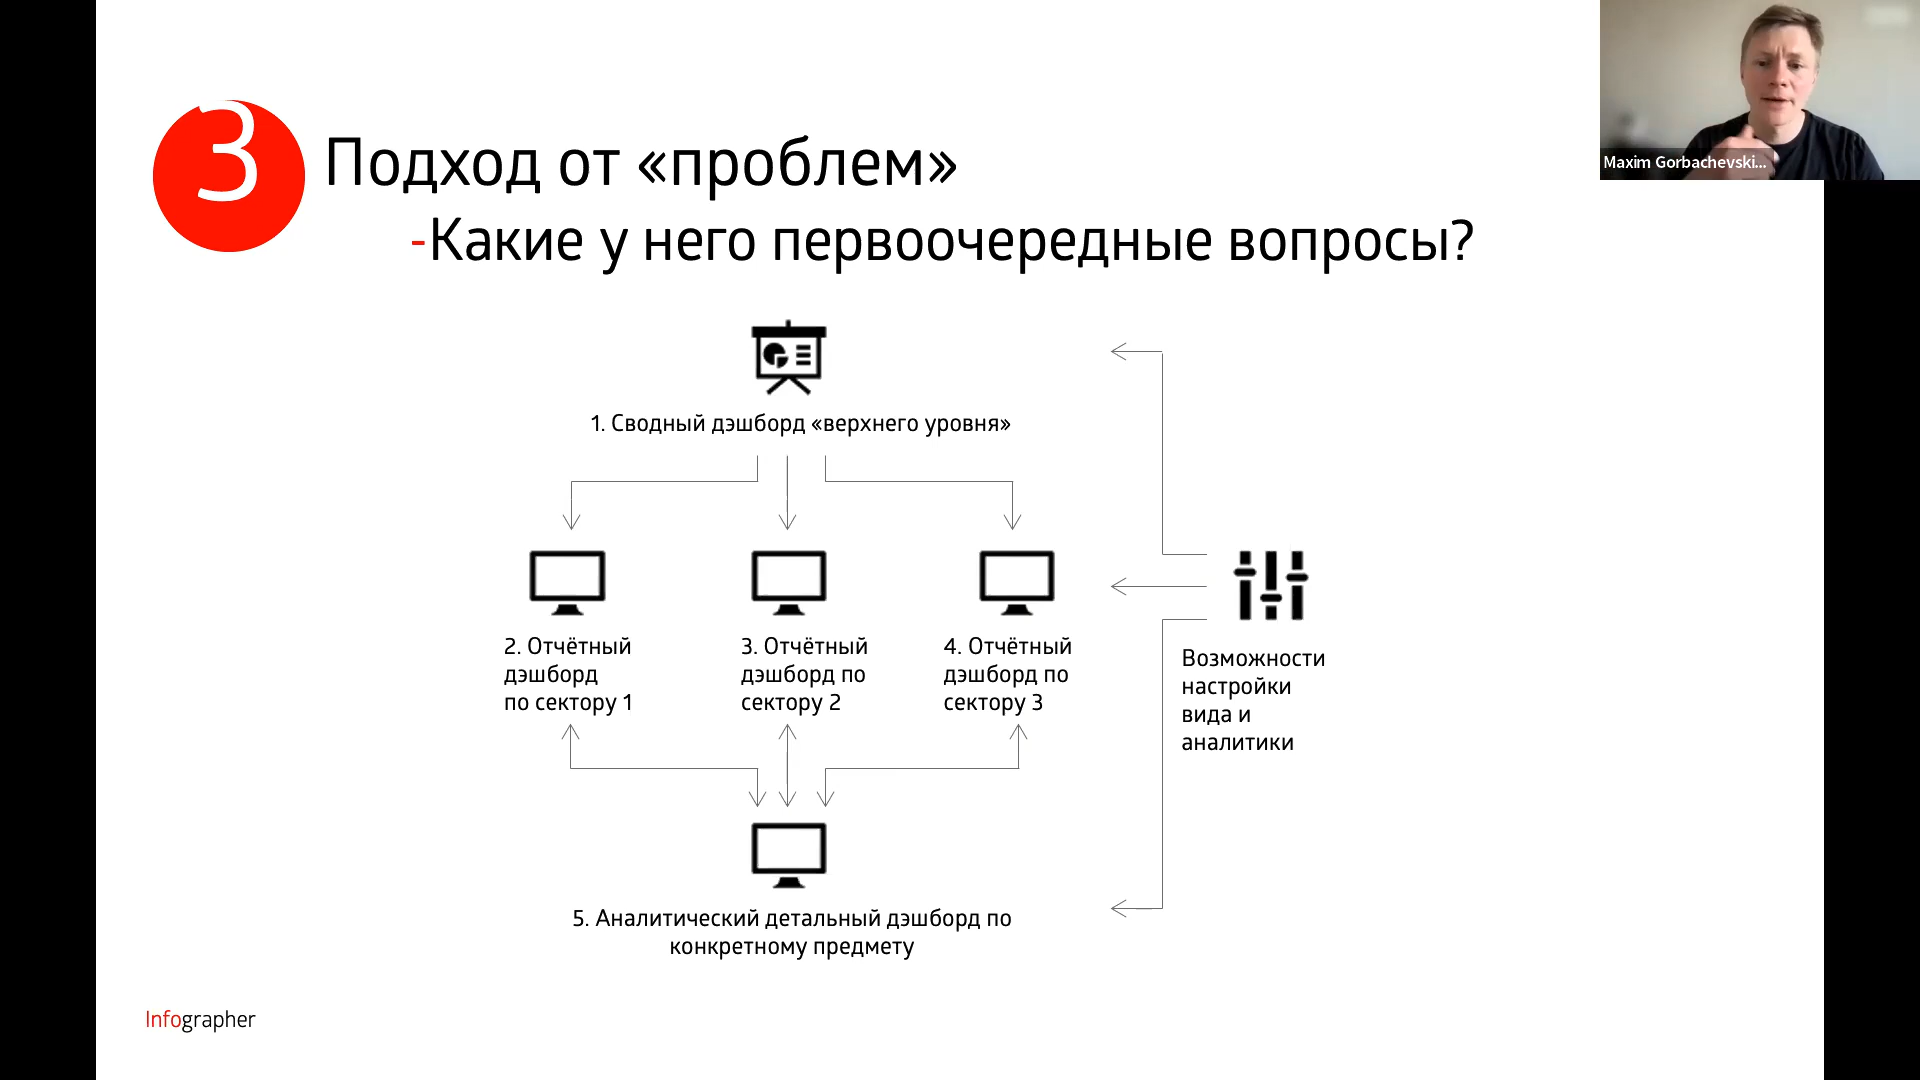 Maxim Gorbachevski...
3
Подход от «проблем»
-Какие у него первоочередные вопросы?
1. Сводный дэшборд «верхнего уровня»
2. Отчётный
дэшборд
по сектору 1
3. Отчётный
дэшборд по
сектору 2
4. Отчётный
дэшборд по
сектору 3
Возможности
настройки
вида и
аналитики
5. Аналитический детальный дэшборд по
конкретному предмету
Infographer